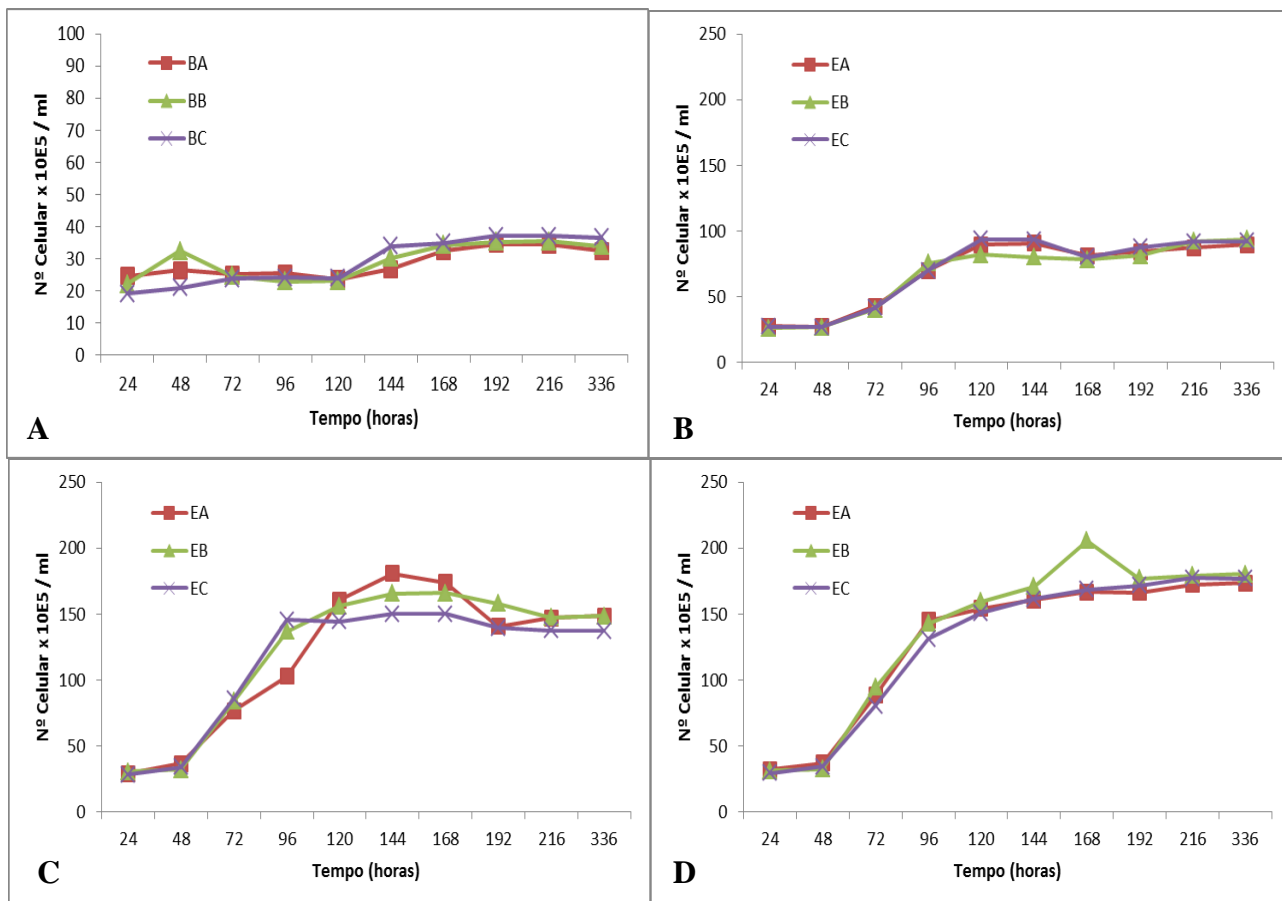 100
90
80
70
60
50
40
30
20
10
0
Nº Celular x 10E5 / ml
BA
BB
BC
24 48 72 96 120 144 168 192 216 336
Tempo (horas)
A
250
200
150
100
50
0
Nº Celular x 10E5 / ml
EA
EB
EC
24 48 72 96 120 144 168 192 216 336
Tempo (horas)
B
250
200
150
100
50
0
Nº Celular x 10E5 / ml
EA
EB
EC
24 48 72 96 120 144 168 192 216 336
Tempo (horas)
C
250
200
150
100
50
0
Nº Celular x 10E5 / ml
EA
EB
EC
24 48 72 96 120 144 168 192 216 336
Tempo (horas)
D